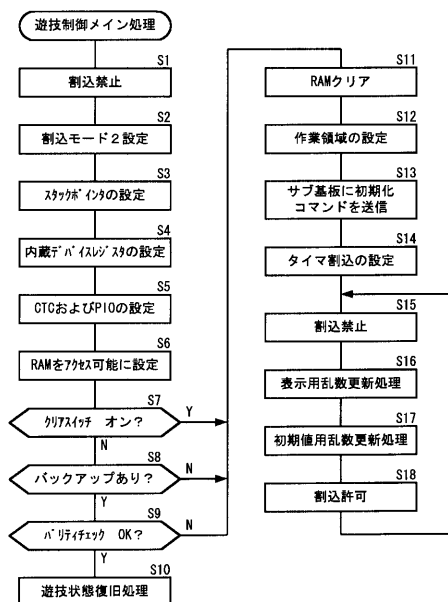 遊技制御メイン処理
S1
割込禁止
S2
割込モード２設定
S3
ｽﾀｯｸﾎﾟｲﾝﾀの設定
S4
内蔵ﾃﾞﾊﾞｲｽﾚｼﾞｽﾀの設定
S5
CTCおよびPIOの設定
S6
RAMをｱｸｾｽ可能に設定
S7
ｸﾘｱｽｲｯﾁ オン？
Y
N
S8
バックアップあり？
N
Y
S9
ﾊﾟﾘﾃｨﾁｪｯｸ OK？
N
Y
S10
遊技状態復旧処理
S11
RAMクリア
S12
作業領域の設定
S13
サブ基板に初期化
コマンドを送信
S14
タイマ割込の設定
S15
割込禁止
S16
表示用乱数更新処理
S17
初期値用乱数更新処理
S18
割込許可